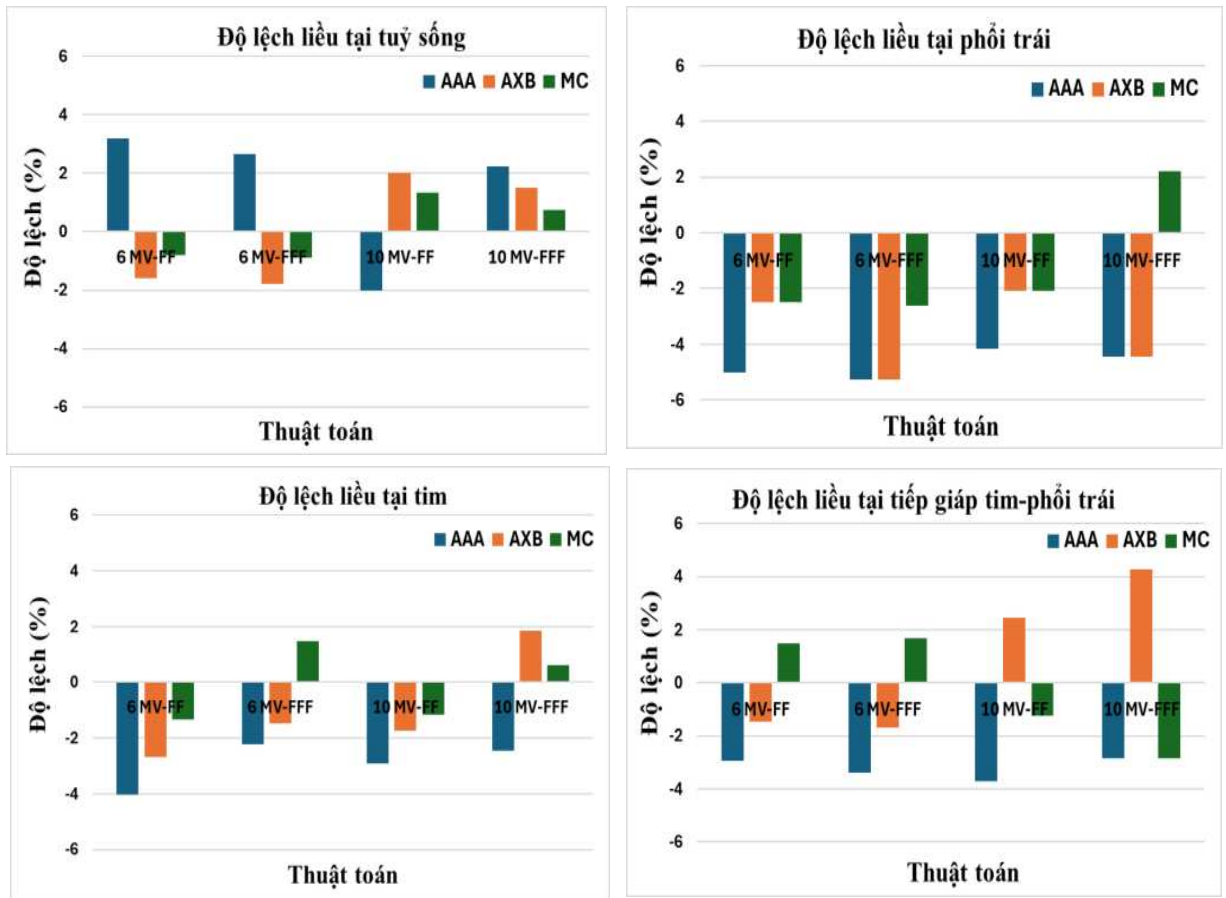 Độ lệch liều tại tuỷ sống
6
AAA AXB MC
4
2
0
-2
-4
-6
Độ lệch (%)
6 MV-FF 6 MV-FFF 10 MV-FF 10 MV-FFF
Thuật toán
Độ lệch liều tại phổi trái
6
AAA AXB MC
4
2
0
-2
-4
-6
Độ lệch (%)
6 MV-FF 6 MV-FFF 10 MV-FF 10 MV-FFF
Thuật toán
Độ lệch liều tại tim
6
AAA AXB MC
4
2
0
-2
-4
-6
Độ lệch (%)
6 MV-FF 6 MV-FFF 10 MV-FF 10 MV-FFF
Thuật toán
Độ lệch liều tại tiếp giáp tim-phổi trái
6
AAA AXB MC
4
2
0
-2
-4
-6
Độ lệch (%)
6 MV-FF 6 MV-FFF 10 MV-FF 10 MV-FFF
Thuật toán